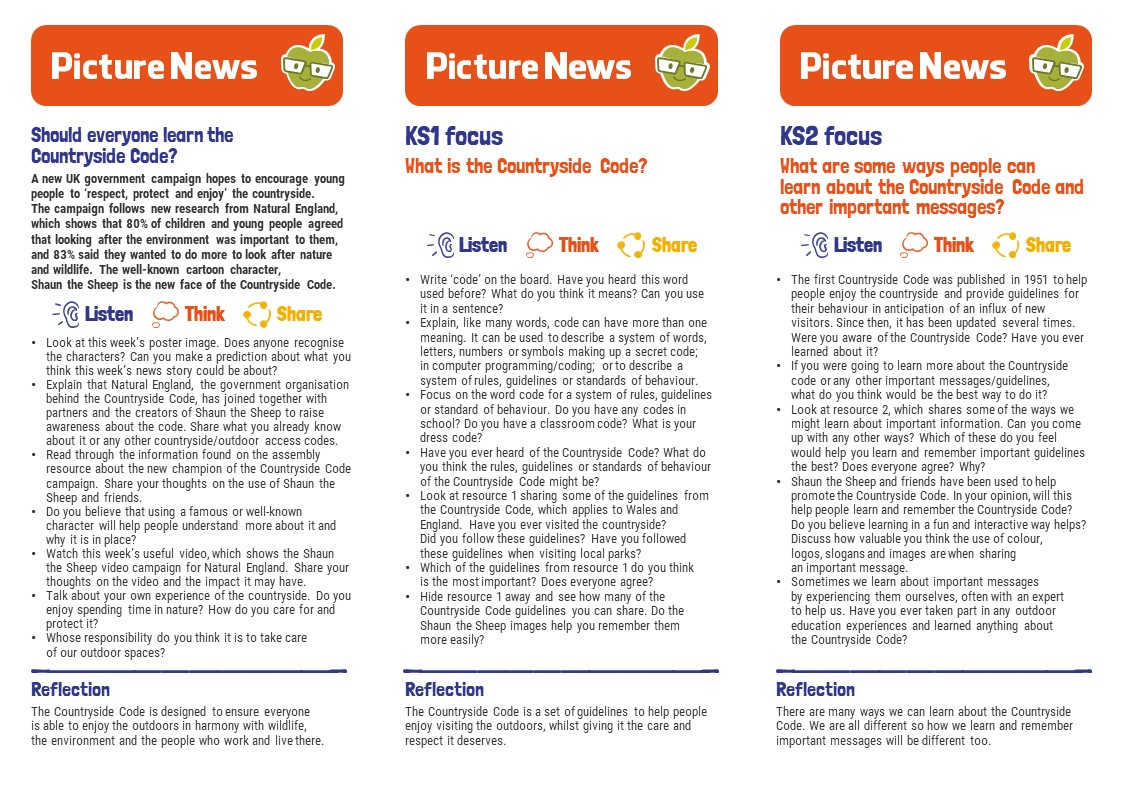 Picture News
Should everyone learn the
Countryside Code?
A new UK government campaign hopes to encourage young
people to ‘respect, protect and enjoy’ the countryside.
The campaign follows new research from Natural England,
which shows that 80% of children and young people agreed
that looking after the environment was important to them,
and 83% said they wanted to do more to look after nature
and wildlife. The well-known cartoon character,
Shaun the Sheep is the new face of the Countryside Code.
Listen Think Share
• Look at this week’s poster image. Does anyone recognise
the characters? Can you make a prediction about what you
think this week’s news story could be about?
• Explain that Natural England, the government organisation
behind the Countryside Code, has joined together with
partners and the creators of Shaun the Sheep to raise
awareness about the code. Share what you already know
about it or any other countryside/outdoor access codes.
• Read through the information found on the assembly
resource about the new champion of the Countryside Code
campaign. Share your thoughts on the use of Shaun the
Sheep and friends.
• Do you believe that using a famous or well-known
character will help people understand more about it and
why it is in place?
• Watch this week’s useful video, which shows the Shaun
the Sheep video campaign for Natural England. Share your
thoughts on the video and the impact it may have.
• Talk about your own experience of the countryside. Do you
enjoy spending time in nature? How do you care for and
protect it?
• Whose responsibility do you think it is to take care
of our outdoor spaces?
Reflection
The Countryside Code is designed to ensure everyone
is able to enjoy the outdoors in harmony with wildlife,
the environment and the people who work and live there.
Picture News
KS1 focus
What is the Countryside Code?
Listen Think Share
• Write ‘code’ on the board. Have you heard this word
used before? What do you think it means? Can you use
it in a sentence?
• Explain, like many words, code can have more than one
meaning. It can be used to describe a system of words,
letters, numbers or symbols making up a secret code;
in computer programming/coding; or to describe a
system of rules, guidelines or standards of behaviour.
• Focus on the word code for a system of rules, guidelines
or standard of behaviour. Do you have any codes in
school? Do you have a classroom code? What is your
dress code?
• Have you ever heard of the Countryside Code? What do
you think the rules, guidelines or standards of behaviour
of the Countryside Code might be?
• Look at resource 1 sharing some of the guidelines from
the Countryside Code, which applies to Wales and
England. Have you ever visited the countryside?
Did you follow these guidelines? Have you followed
these guidelines when visiting local parks?
• Which of the guidelines from resource 1 do you think
is the most important? Does everyone agree?
• Hide resource 1 away and see how many of the
Countryside Code guidelines you can share. Do the
Shaun the Sheep images help you remember them
more easily?
Reflection
The Countryside Code is a set of guidelines to help people
enjoy visiting the outdoors, whilst giving it the care and
respect it deserves.
Picture News
KS2 focus
What are some ways people can
learn about the Countryside Code and
other important messages?
Listen Think Share
• The first Countryside Code was published in 1951 to help
people enjoy the countryside and provide guidelines for
their behaviour in anticipation of an influx of new
visitors. Since then, it has been updated several times.
Were you aware of the Countryside Code? Have you ever
learned about it?
• If you were going to learn more about the Countryside
code or any other important messages/guidelines,
what do you think would be the best way to do it?
• Look at resource 2, which shares some of the ways we
might learn about important information. Can you come
up with any other ways? Which of these do you feel
would help you learn and remember important guidelines
the best? Does everyone agree? Why?
• Shaun the Sheep and friends have been used to help
promote the Countryside Code. In your opinion, will this
help people learn and remember the Countryside Code?
Do you believe learning in a fun and interactive way helps?
Discuss how valuable you think the use of colour,
logos, slogans and images are when sharing
an important message.
• Sometimes we learn about important messages
by experiencing them ourselves, often with an expert
to help us. Have you ever taken part in any outdoor
education experiences and learned anything about
the Countryside Code?
Reflection
There are many ways we can learn about the Countryside
Code. We are all different so how we learn and remember
important messages will be different too.